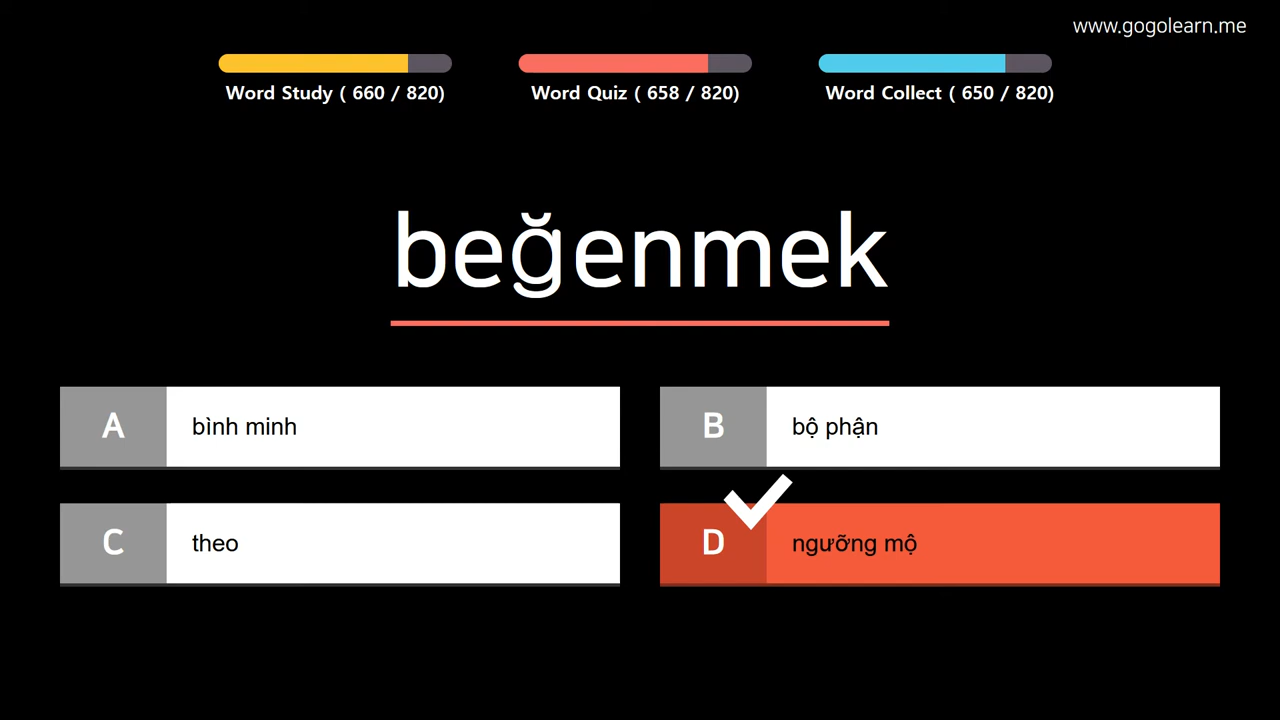 www.gogolearn.me
Word Study ( 660 / 820)
Word Quiz ( 658 / 820)
Word Collect ( 650 / 820)
beğenmek
A bình minh
B bộ phận
C theo
D ngưỡng mộ